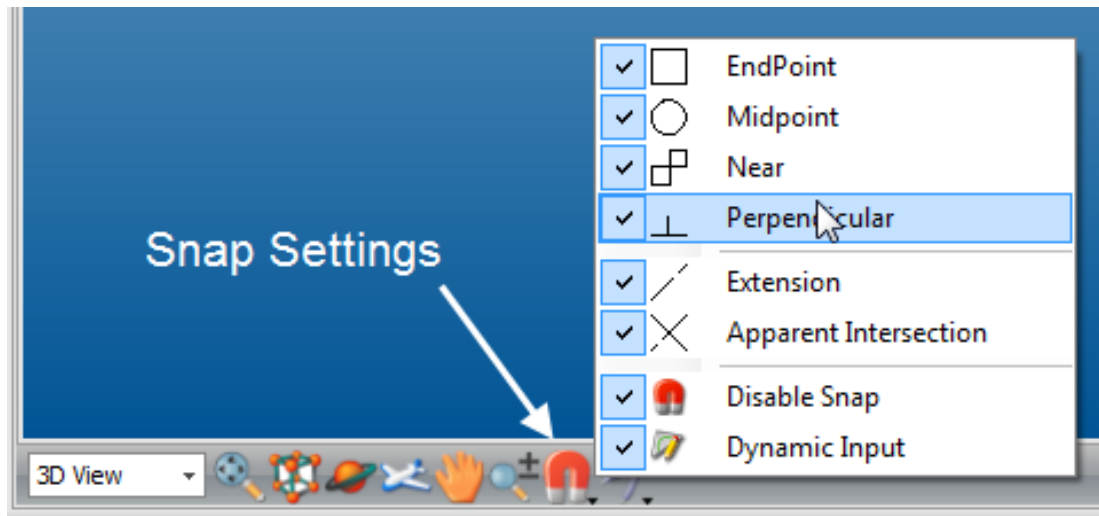 EndPoint
Midpoint
Near
Perpendicular
Snap Settings
Extension
Apparent Intersection
Disable Snap
Dynamic Input
3D View